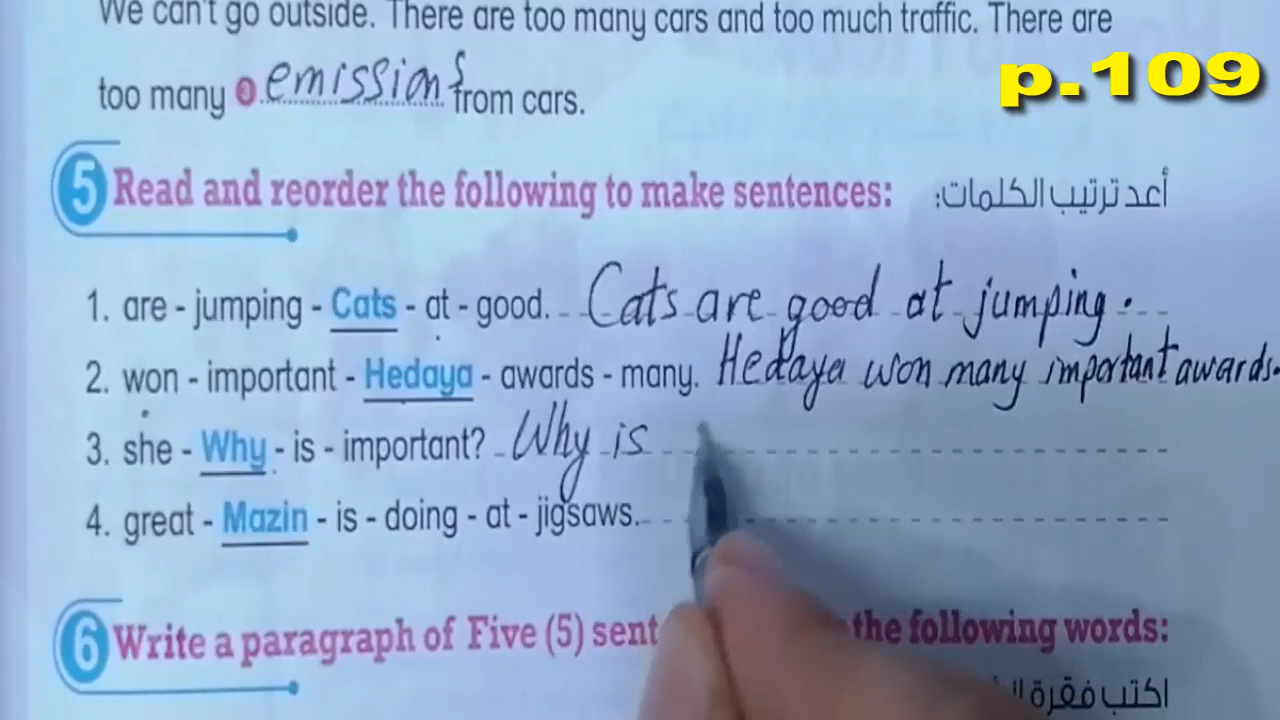 We can't go outside. There are too many cars and too much traffic. There are
p.109
too many 3 emissions from cars.
5 Read and reorder the following to make sentences: أعد ترتيب الكلمات:
1. are - jumping - Cats - at - good. Cats are good at jumping.
2. won - important - Hedaya - awards - many. Hedaya won many important awards.
3. she - Why - is - important? Why is
4. great - Mazin - is - doing - at - jigsaws.
6 Write a paragraph of Five (5) sent the following words:
اكتب فقرة